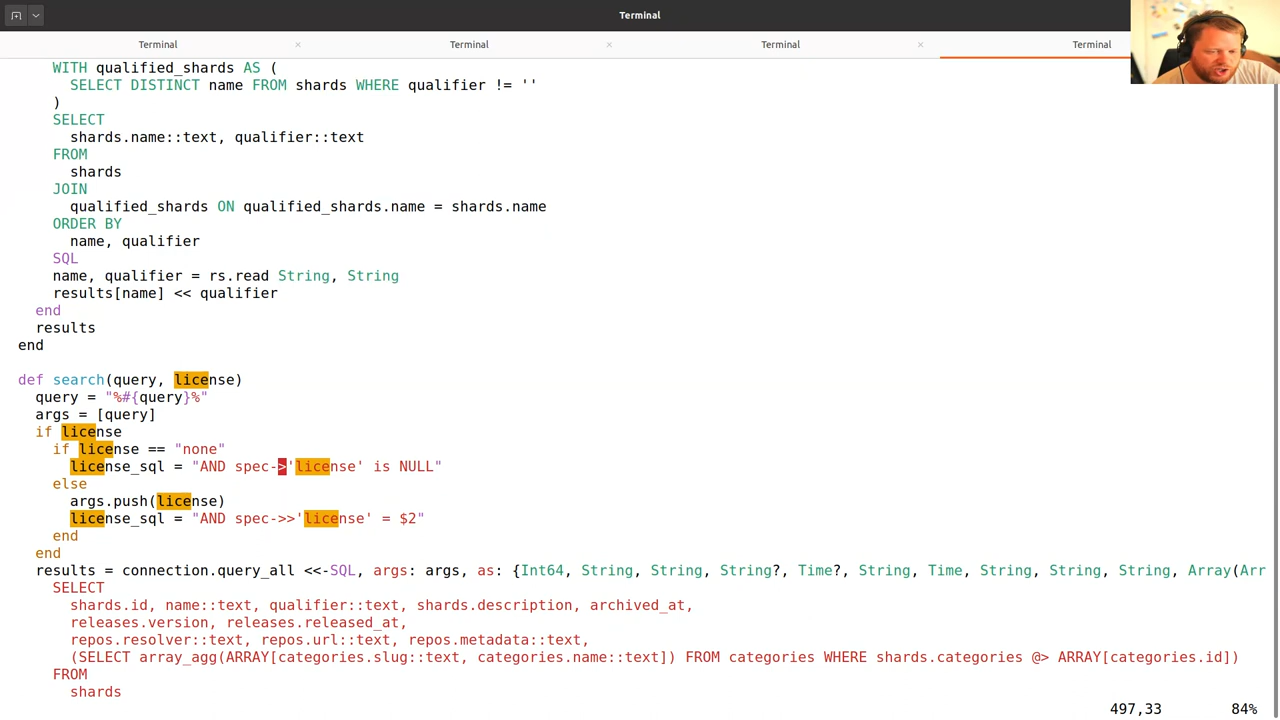 Terminal
Terminal × Terminal × Terminal × Terminal
WITH qualified_shards AS (
SELECT DISTINCT name FROM shards WHERE qualifier != ''
)
SELECT
shards.name::text, qualifier::text
FROM
shards
JOIN
qualified_shards ON qualified_shards.name = shards.name
ORDER BY
name, qualifier
SQL
name, qualifier = rs.read String, String
results[name] << qualifier
end
results
end
def search(query, license)
query = "%#{query}%"
args = [query]
if license
if license == "none"
license_sql = "AND spec->'license' is NULL"
else
args.push(license)
license_sql = "AND spec->>'license' = $2"
end
end
results = connection.query_all <<-SQL, args: args, as: {Int64, String, String, String?, Time?, String, Time, String, String, String, Array(Arr
SELECT
shards.id, name::text, qualifier::text, shards.description, archived_at,
releases.version, releases.released_at,
repos.resolver::text, repos.url::text, repos.metadata::text,
(SELECT array_agg(ARRAY[categories.slug::text, categories.name::text]) FROM categories WHERE shards.categories @> ARRAY[categories.id])
FROM
shards
497,33 84%